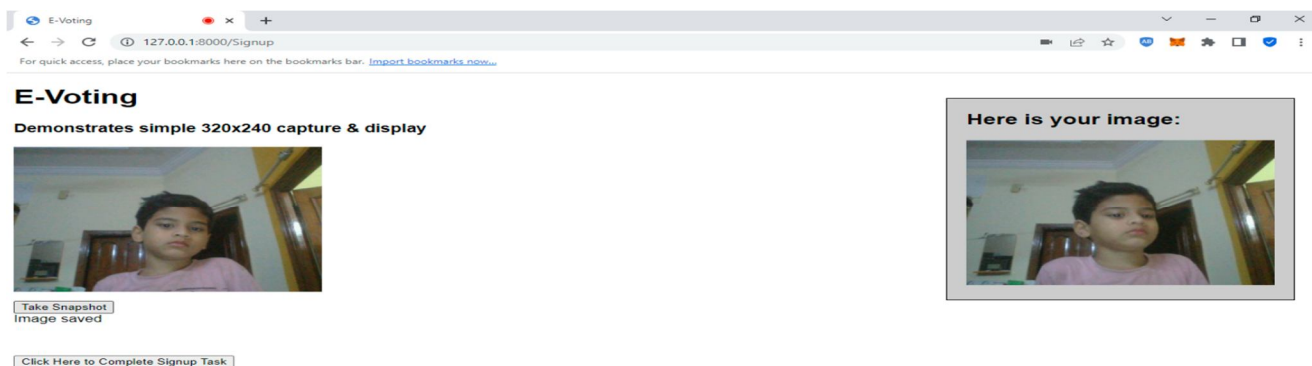 E-Voting
127.0.0.1:8000/Signup
For quick access, place your bookmarks here on the bookmarks bar. Import bookmarks now...
E-Voting
Demonstrates simple 320x240 capture & display
Take Snapshot
Image saved
Click Here to Complete Signup Task
Here is your image: